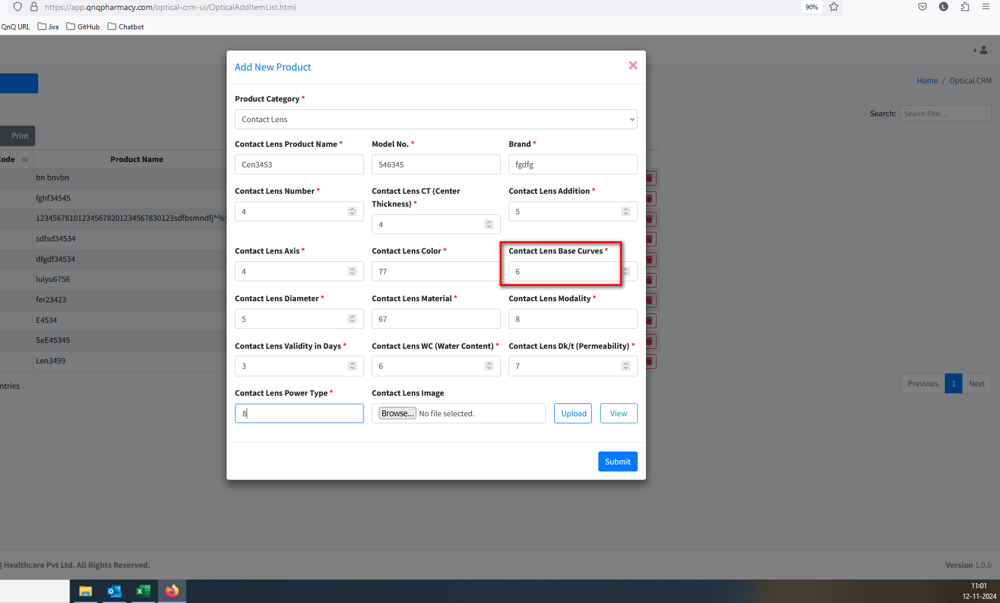 https://app.qnqpharmacy.com/optical-crm-ui/OpticalAddItemList.html
90%
L
QnQ URL
Jira
GitHub
Chatbot
Add New Product
Home / Optical CRM
Product Category *
Contact Lens
Search:
Search filter...
Print
Contact Lens Product Name *
Model No. *
Brand *
Cen3453
546345
fgdfg
ode
Product Name
bn bnvbn
fghf34545
12345678101234567820123456783​0123sdfbsmndfj^%^
sdfsd34534
dfgdf34534
luiyu6756
fer23423
E4534
SeE45345
Len3499
Contact Lens Number *
Contact Lens CT (Center
Thickness) *
Contact Lens Addition *
4
4
5
Contact Lens Axis *
Contact Lens Color *
Contact Lens Base Curves *
4
77
6
Contact Lens Diameter *
Contact Lens Material *
Contact Lens Modality *
5
67
8
Contact Lens Validity in Days *
Contact Lens WC (Water Content) *
Contact Lens Dk/t (Permeability) *
3
6
7
ntries
Previous
1
Next
Contact Lens Power Type *
Contact Lens Image
8
Browse...
No file selected.
Upload
View
Submit
Q Healthcare Pvt Ltd. All Rights Reserved.
Version 1.0.0
11:01
12-11-2024